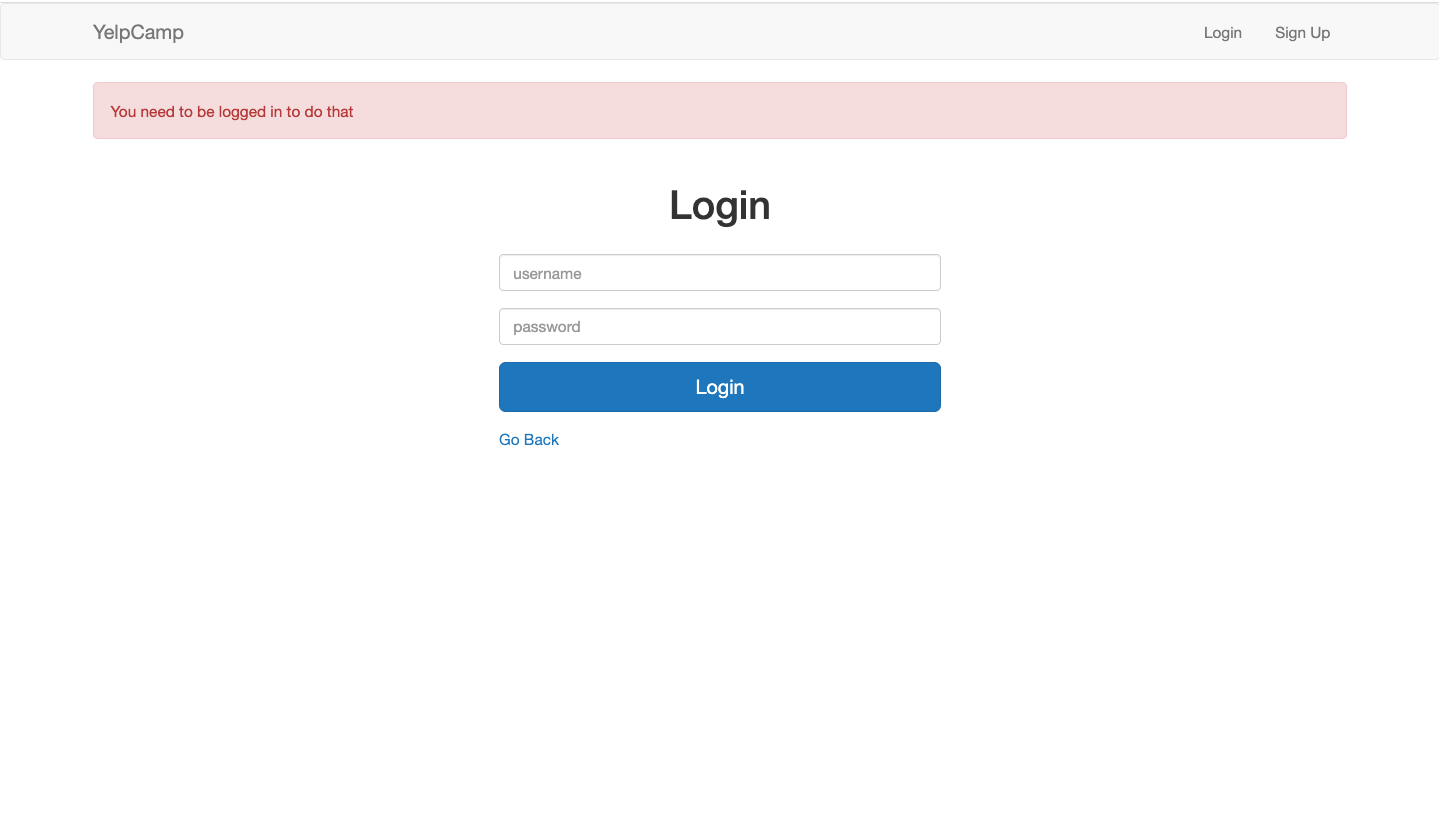 YelpCamp Login Sign Up
You need to be logged in to do that
Login
username
password
Login
Go Back